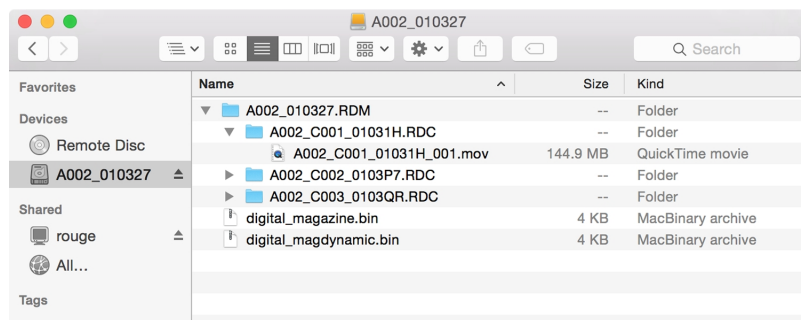 A002_010327
Search
Favorites
Devices
Remote Disc
A002_010327
Shared
rouge
All...
Tags
Name Size Kind
A002_010327.RDM -- Folder
A002_C001_01031H.RDC -- Folder
A002_C001_01031H_001.mov 144.9 MB QuickTime movie
A002_C002_0103P7.RDC -- Folder
A002_C003_0103QR.RDC -- Folder
digital_magazine.bin 4 KB MacBinary archive
digital_magdynamic.bin 4 KB MacBinary archive